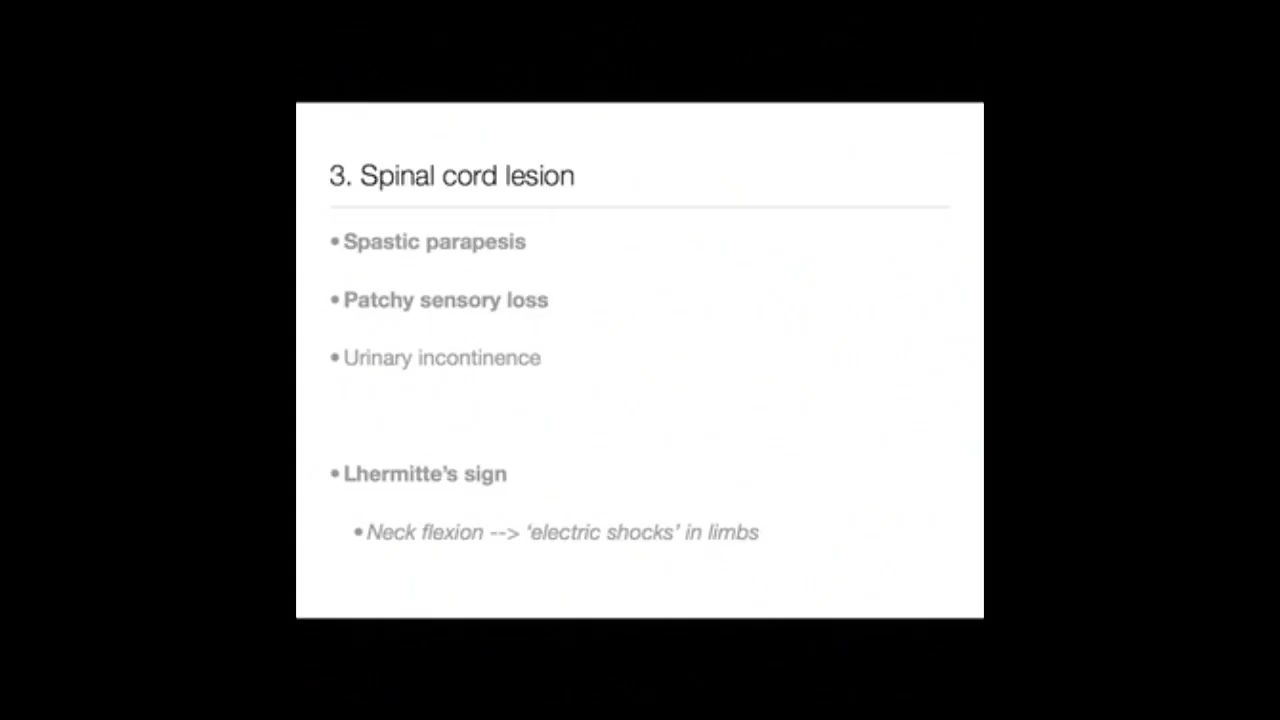 3. Spinal cord lesion
•Spastic parapesis
•Patchy sensory loss
•Urinary incontinence
•Lhermitte’s sign
•Neck flexion --> ‘electric shocks’ in limbs